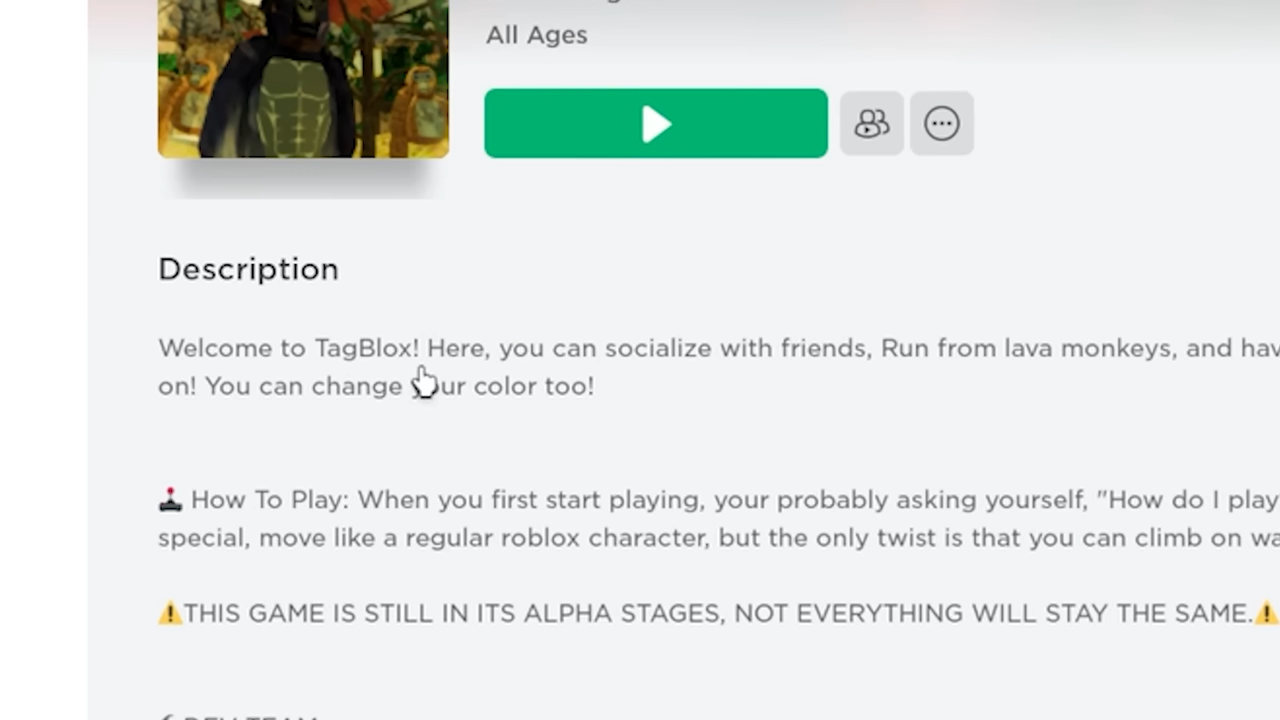 All Ages
Description
Welcome to TagBlox! Here, you can socialize with friends, Run from lava monkeys, and hav
on! You can change your color too!
🕹️ How To Play: When you first start playing, your probably asking yourself, "How do I play
special, move like a regular roblox character, but the only twist is that you can climb on wa
⚠️THIS GAME IS STILL IN ITS ALPHA STAGES, NOT EVERYTHING WILL STAY THE SAME.⚠️
DEV TEAM